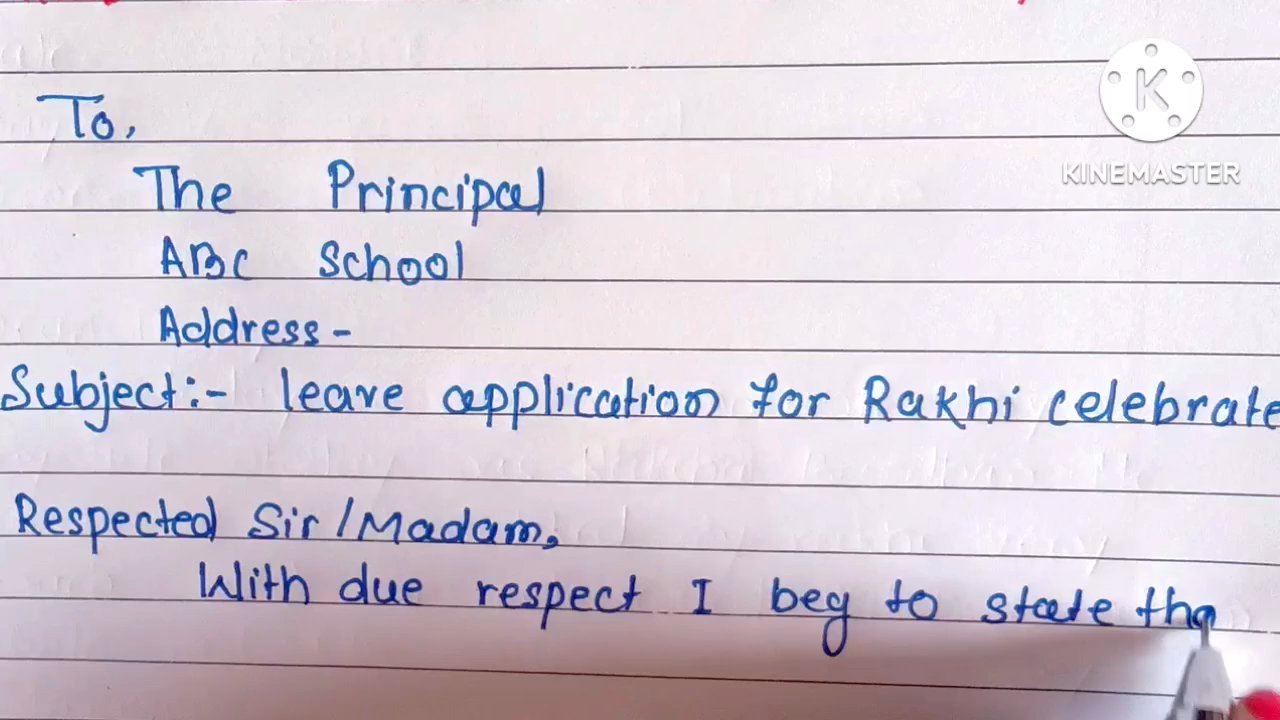 To,
The Principal
ABC School
Address -
Subject:- leave application for Rakhi celebrate
Respected Sir/Madam,
With due respect I beg to state tha
KINEMASTER